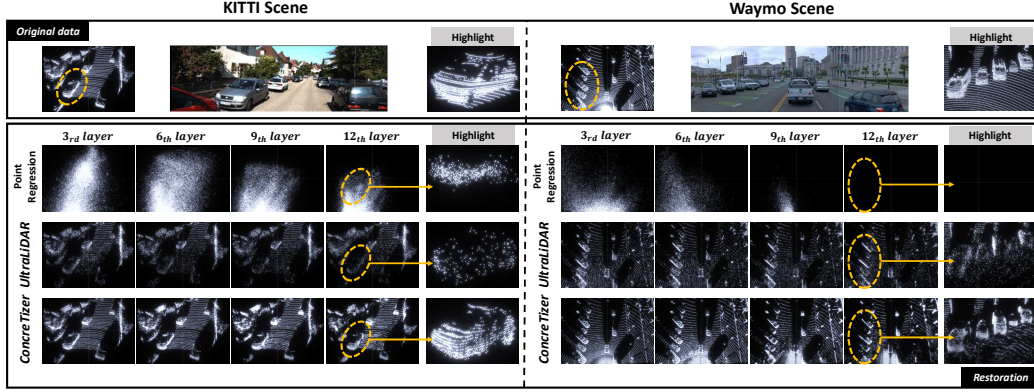 KITTI Scene
Waymo Scene
Original data
Highlight
Highlight
3rd layer 6th layer 9th layer 12th layer Highlight
3rd layer 6th layer 9th layer 12th layer Highlight
Point Regression
Point Regression
UltraLiDAR
UltraLiDAR
ConcreTizer
ConcreTizer
Restoration